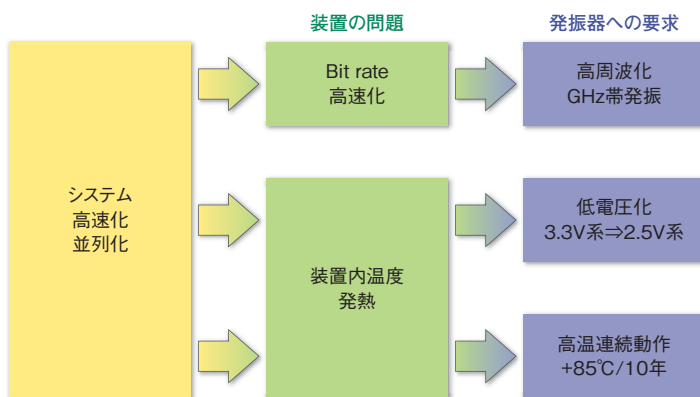 装置の問題
発振器への要求
システム
高速化
並列化
Bit rate
高速化
高周波化
GHz帯発振
装置内温度
発熱
低電圧化
3.3V系⇒2.5V系
高温連続動作
+85℃/10年